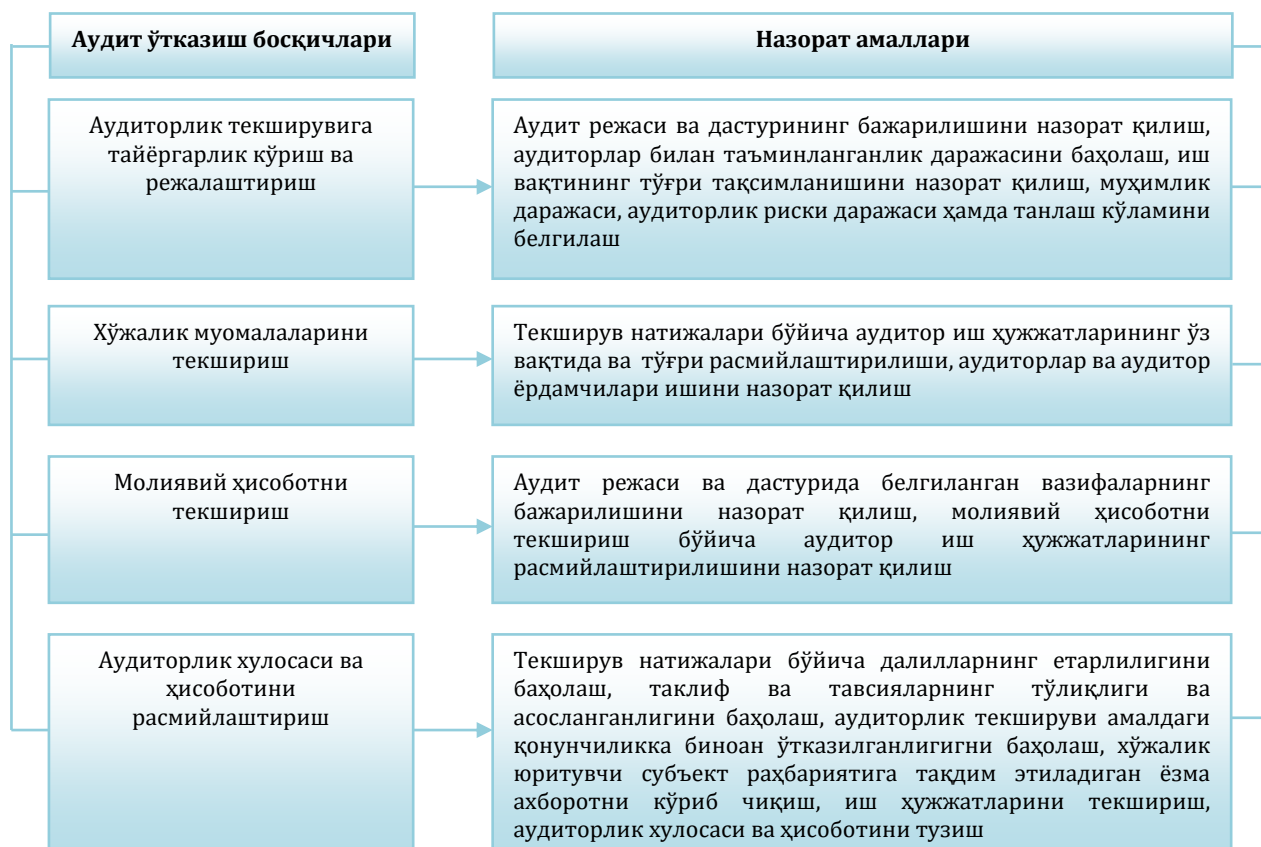 Аудит ўтказиш босқичлари
Назорат амаллари
Аудиторлик текширувига
тайёргарлик кўриш ва
режалаштириш
Аудит режаси ва дастурининг бажарилишини назорат қилиш,
аудиторлар билан таъминланганлик даражасини баҳолаш, иш
вақтининг тўғри тақсимланишини назорат қилиш, муҳимлик
даражаси, аудиторлик риски даражаси ҳамда танлаш кўламини
белгилаш
Хўжалик муомалаларини
текшириш
Текширув натижалари бўйича аудитор иш ҳужжатларининг ўз
вақтида ва тўғри расмийлаштирилиши, аудиторлар ва аудитор
ёрдамчилари ишини назорат қилиш
Молиявий ҳисоботни
текшириш
Аудит режаси ва дастурида белгиланган вазифаларнинг
бажарилишини назорат қилиш, молиявий ҳисоботни
текшириш бўйича аудитор иш ҳужжатларининг
расмийлаштирилишини назорат қилиш
Аудиторлик хулосаси ва
ҳисоботини
расмийлаштириш
Текширув натижалари бўйича далилларнинг етарлилигини
баҳолаш, таклиф ва тавсияларнинг тўлиқлиги ва
асосланганлигини баҳолаш, аудиторлик текшируви амалдаги
қонунчиликка биноан ўтказилганлигигни баҳолаш, хўжалик
юритувчи субъект раҳбариятига тақдим этиладиган ёзма
ахборотни кўриб чиқиш, иш ҳужжатларини текшириш,
аудиторлик хулосаси ва ҳисоботини тузиш